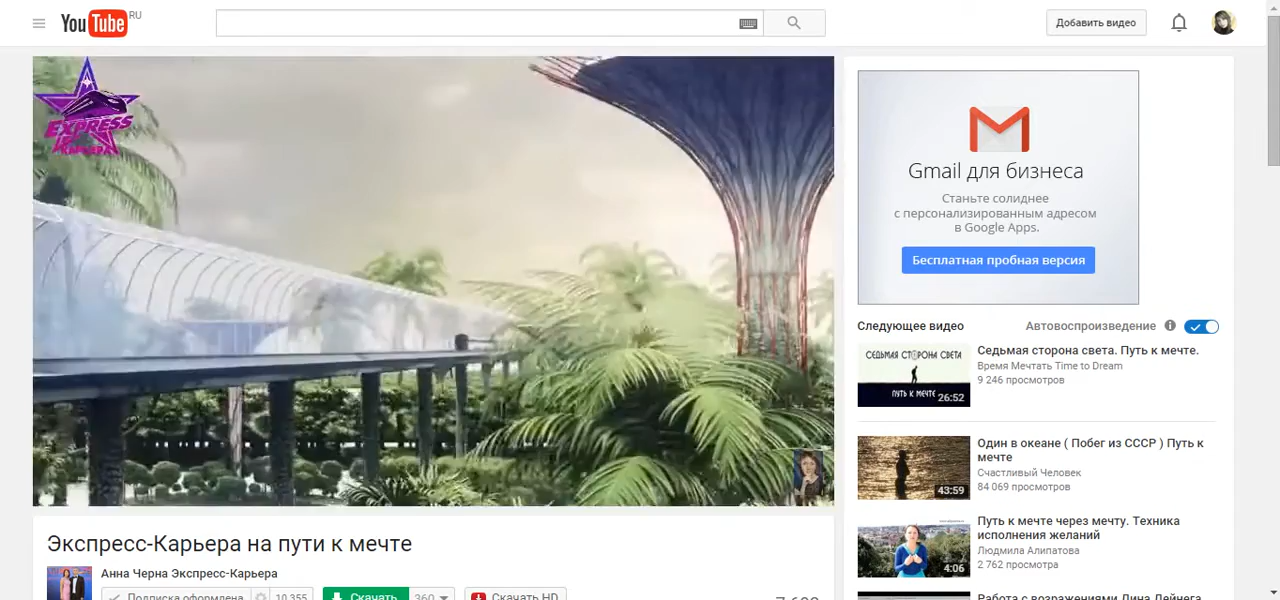 YouTube RU
Добавить видео
EXPRESS
КАРЬЕРА
Gmail для бизнеса
Станьте солиднее
с персонализированным адресом
в Google Apps.
Бесплатная пробная версия
Следующее видео
Автовоспроизведение
СЕДЬМАЯ СТОРОНА СВЕТА
ПУТЬ К МЕЧТЕ
26:52
Седьмая сторона света. Путь к мечте.
Время Мечтать Time to Dream
9 246 просмотров
43:59
Один в океане ( Побег из СССР ) Путь к
мечте
Счастливый Человек
84 069 просмотров
4:06
Путь к мечте через мечту. Техника
исполнения желаний
Людмила Алипатова
2 762 просмотра
Работа с возражениями Дина Дейнега
Экспресс-Карьера на пути к мечте
Анна Черна Экспресс-Карьера
Подписка оформлена
10 355
Скачать
360
Скачать HD